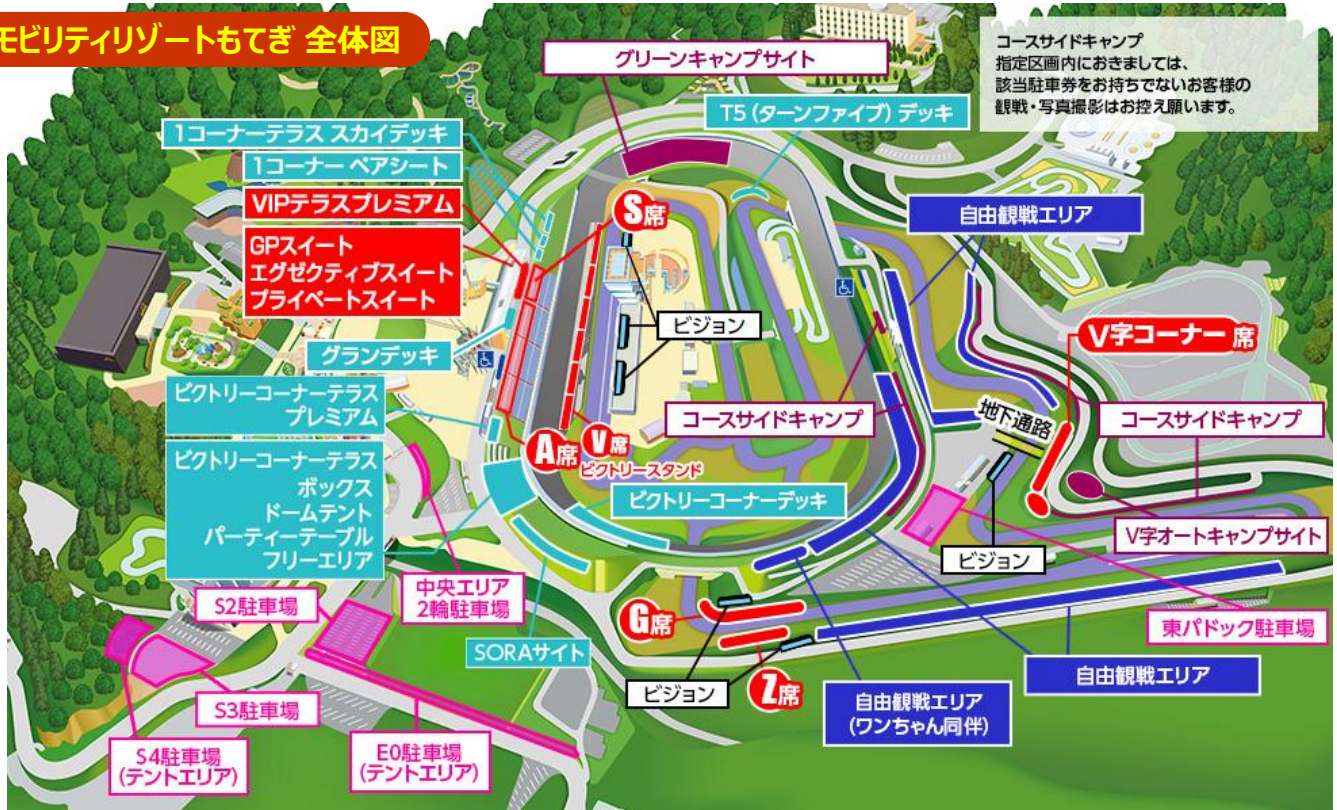 モビリティリゾートもてぎ 全体図
コースサイドキャンプ
指定区画内におきましては、
該当駐車券をお持ちでないお客様の
観戦・写真撮影はお控え願います。
グリーンキャンプサイト
T5(ターンファイブ)デッキ
1コーナーテラス スカイデッキ
1コーナー ペアシート
VIPテラスプレミアム
S席
自由観戦エリア
GPスイート
エグゼクティブスイート
プライベートスイート
ビジョン
V字コーナー 席
グランデッキ
ビクトリーコーナーテラス
プレミアム
コースサイドキャンプ
地下通路
コースサイドキャンプ
A席
V席
ビクトリースタンド
ビクトリーコーナーテラス
ボックス
ドームテント
パーティーテーブル
フリーエリア
ビクトリーコーナーデッキ
V字オートキャンプサイト
ビジョン
中央エリア
2輪駐車場
S2駐車場
G席
東パドック駐車場
SORAサイト
自由観戦エリア
ビジョン
Z席
自由観戦エリア
(ワンちゃん同伴)
S3駐車場
S4駐車場
(テントエリア)
E0駐車場
(テントエリア)